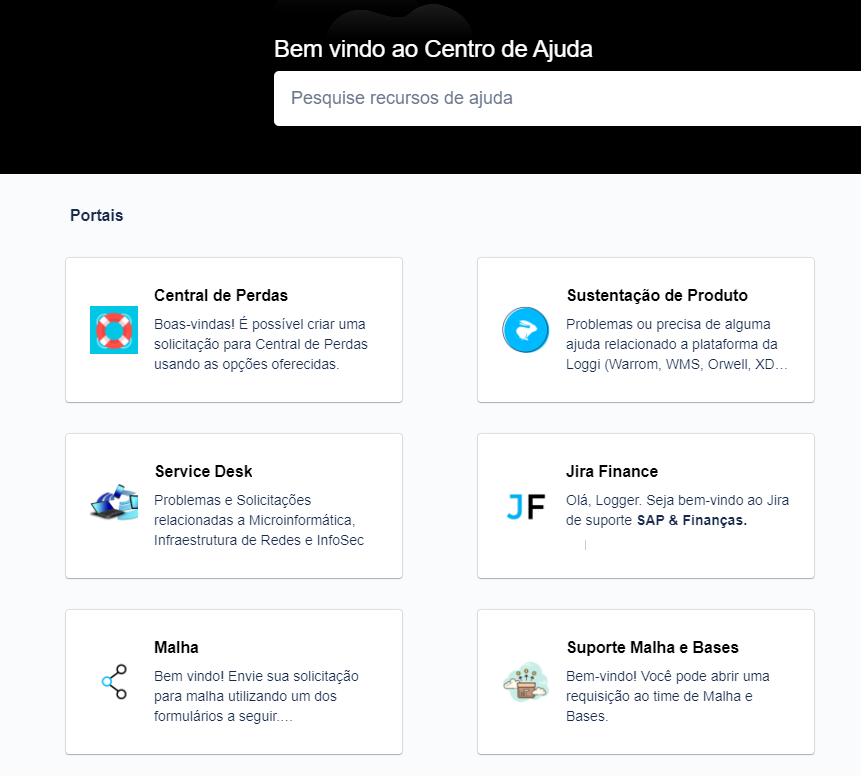 Bem vindo ao Centro de Ajuda
Pesquise recursos de ajuda
Portais
Central de Perdas
Boas-vindas! É possível criar uma
solicitação para Central de Perdas
usando as opções oferecidas.
Sustentação de Produto
Problemas ou precisa de alguma
ajuda relacionado a plataforma da
Loggi (Warrom, WMS, Orwell, XD…
Service Desk
Problemas e Solicitações
relacionadas a Microinformática,
Infraestrutura de Redes e InfoSec
JF
Jira Finance
Olá, Logger. Seja bem-vindo ao Jira
de suporte SAP & Finanças.
Malha
Bem vindo! Envie sua solicitação
para malha utilizando um dos
formulários a seguir.…
Suporte Malha e Bases
Bem-vindo! Você pode abrir uma
requisição ao time de Malha e
Bases.